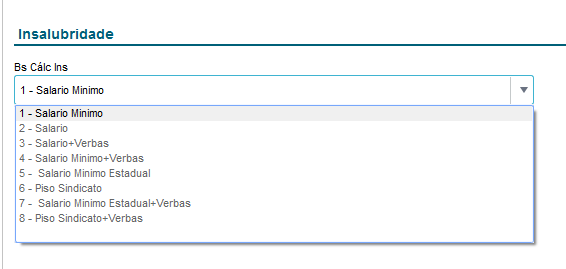 Insalubridade
Bs Cálc Ins
1 - Salario Minimo
1 - Salario Minimo
2 - Salario
3 - Salario+Verbas
4 - Salario Minimo+Verbas
5 -  Salario Minimo Estadual
6 - Piso Sindicato
7 -  Salario Minimo Estadual+Verbas
8 - Piso Sindicato+Verbas